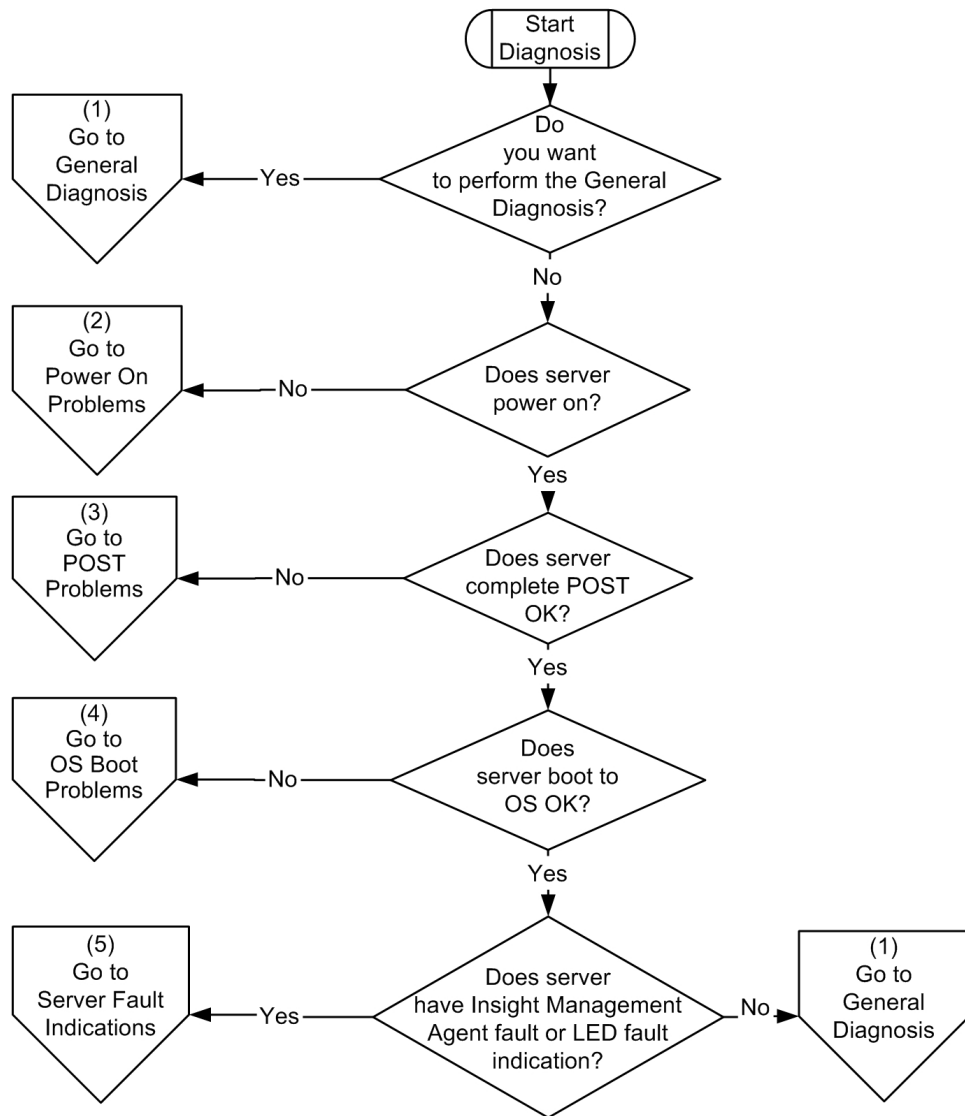 Start
Diagnosis
(1)
Go to
General
Diagnosis
Yes
Do
you want
to perform the General
Diagnosis?
No
(2)
Go to
Power On
Problems
No
Does server
power on?
Yes
(3)
Go to
POST
Problems
No
Does server
complete POST
OK?
Yes
(4)
Go to
OS Boot
Problems
No
Does
server boot to
OS OK?
Yes
(5)
Go to
Server Fault
Indications
Yes
Does server
have Insight Management
Agent fault or LED fault
indication?
No
(1)
Go to
General
Diagnosis